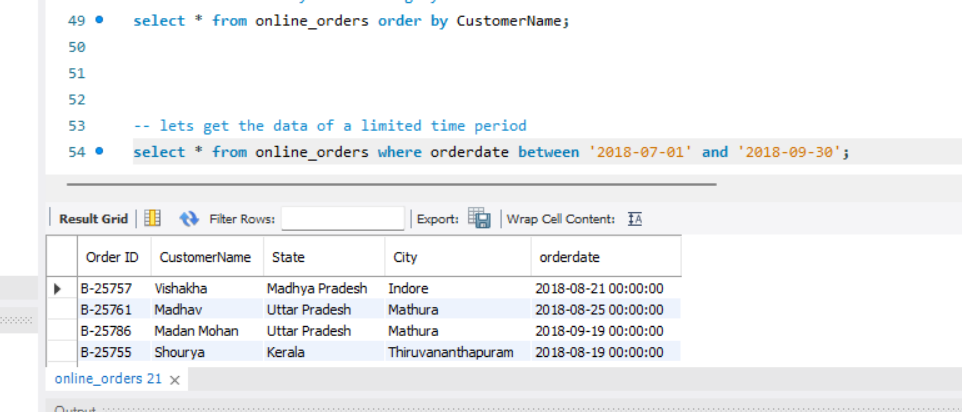 49 select * from online_orders order by CustomerName;
50
51
52
53 -- lets get the data of a limited time period
54 select * from online_orders where orderdate between '2018-07-01' and '2018-09-30';
Result Grid Filter Rows: Export: Wrap Cell Content: IA
Order ID CustomerName State City orderdate
B-25757 Vishakha Madhya Pradesh Indore 2018-08-21 00:00:00
B-25761 Madhav Uttar Pradesh Mathura 2018-08-25 00:00:00
B-25786 Madan Mohan Uttar Pradesh Mathura 2018-09-19 00:00:00
B-25755 Shourya Kerala Thiruvananthapuram 2018-08-19 00:00:00
online_orders 21
Output